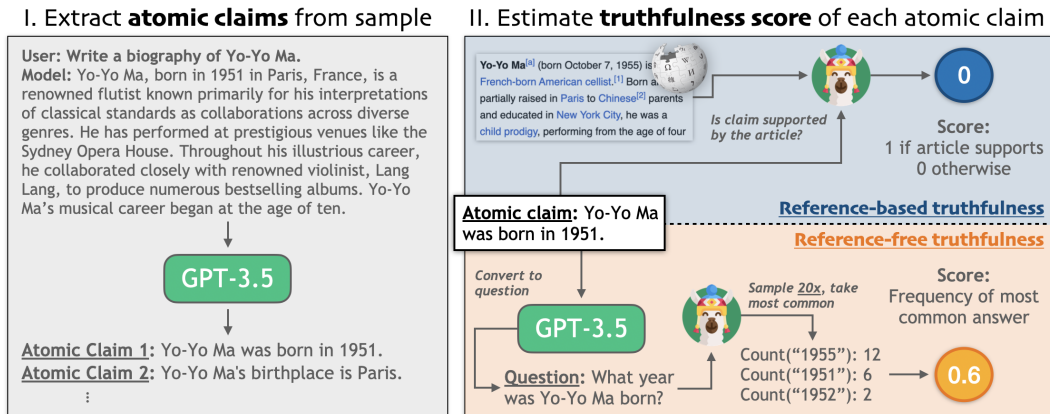 I. Extract atomic claims from sample
User: Write a biography of Yo-Yo Ma.
Model: Yo-Yo Ma, born in 1951 in Paris, France, is a
renowned flutist known primarily for his interpretations
of classical standards as collaborations across diverse
genres. He has performed at prestigious venues like the
Sydney Opera House. Throughout his illustrious career,
he collaborated closely with renowned violinist, Lang
Lang, to produce numerous bestselling albums. Yo-Yo
Ma's musical career began at the age of ten.
GPT-3.5
Atomic Claim 1: Yo-Yo Ma was born in 1951.
Atomic Claim 2: Yo-Yo Ma's birthplace is Paris.
⋮
II. Estimate truthfulness score of each atomic claim
Yo-Yo Ma[a] (born October 7, 1955) is
French-born American cellist.[1] Born a
partially raised in Paris to Chinese[2] parents
and educated in New York City, he was a
child prodigy, performing from the age of four
Is claim supported
by the article?
0
Score:
1 if article supports
0 otherwise
Reference-based truthfulness
Atomic claim: Yo-Yo Ma
was born in 1951.
Reference-free truthfulness
Convert to
question
GPT-3.5
Question: What year
was Yo-Yo Ma born?
Sample 20x, take
most common
Count("1955"): 12
Count("1951"): 6
Count("1952"): 2
Score:
Frequency of most
common answer
0.6